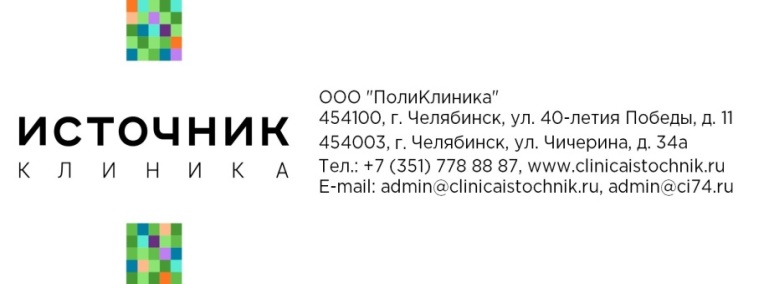 ИСТОЧНИК
КЛИНИКА
ООО "ПолиКлиника"
454100, г. Челябинск, ул. 40-летия Победы, д. 11
454003, г. Челябинск, ул. Чичерина, д. 34а
Тел.: +7 (351) 778 88 87, www.clinicaistochnik.ru
E-mail: admin@clinicaistochnik.ru, admin@ci74.ru